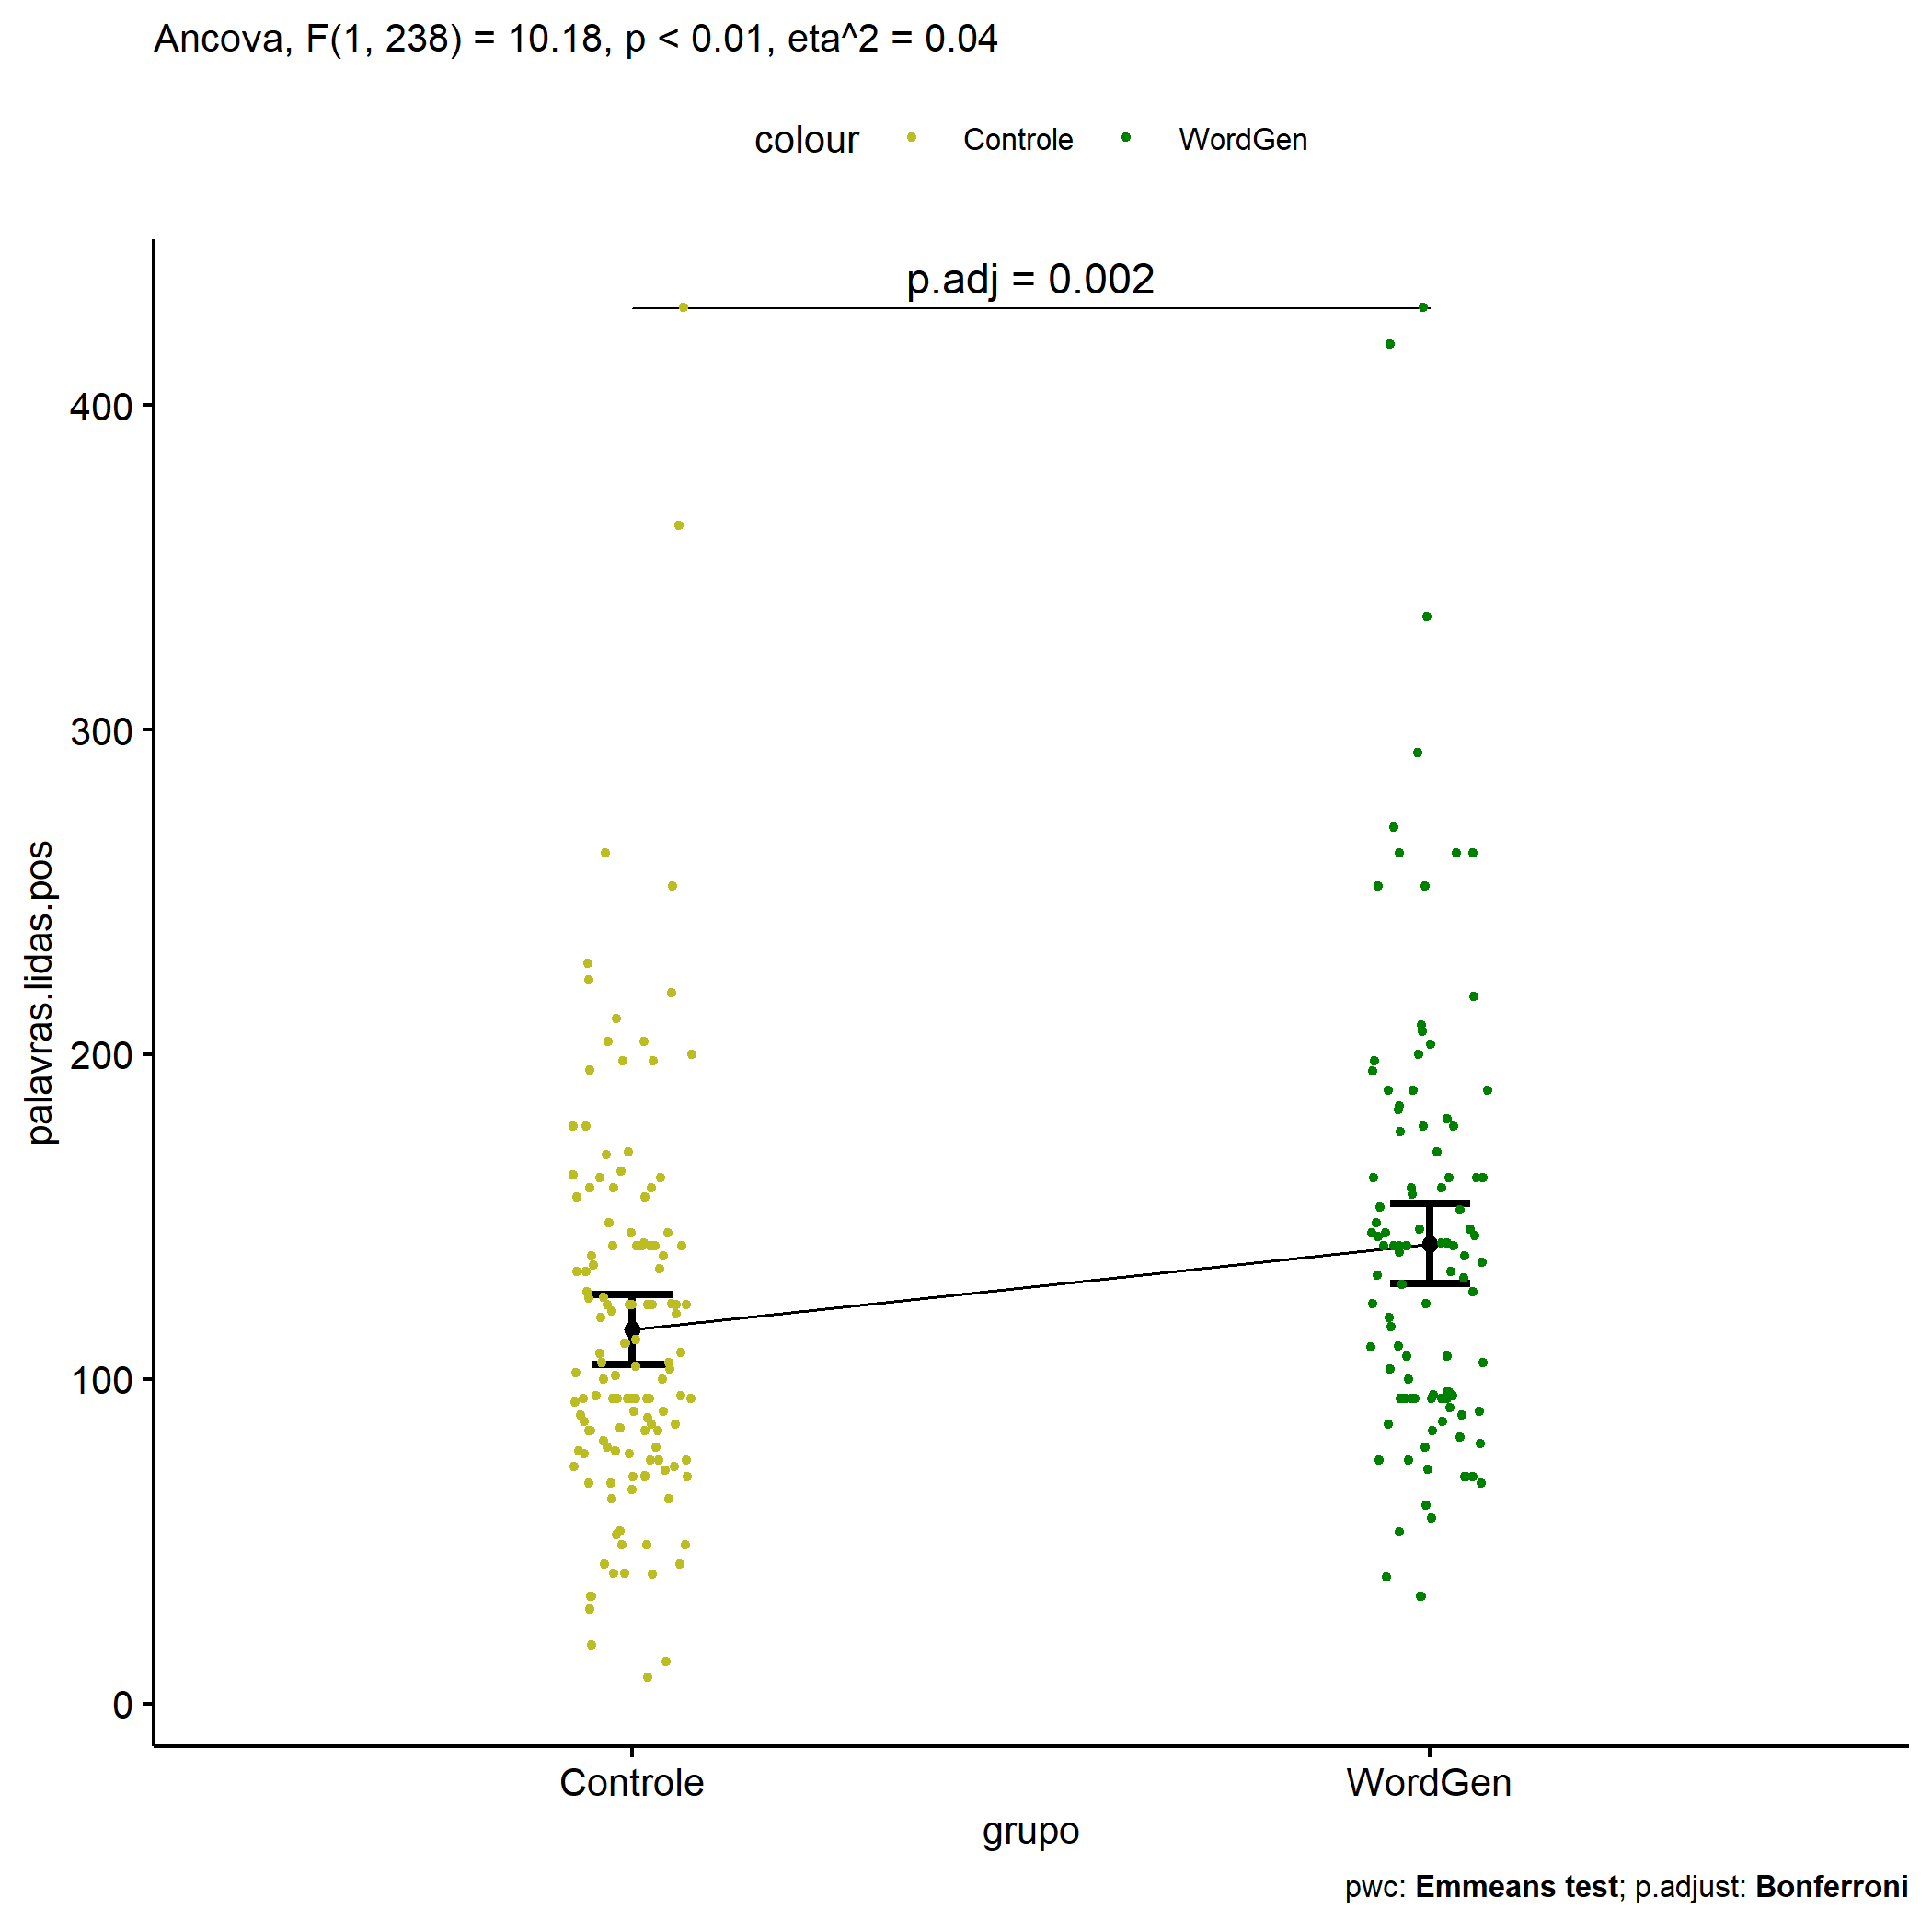 Ancova, F(1, 238) = 10.18, p < 0.01, eta^2 = 0.04
colour Controle WordGen
p.adj = 0.002
400
300
200
100
0
palavras.lidas.pos
Controle WordGen
grupo
pwc: Emmeans test; p.adjust: Bonferroni